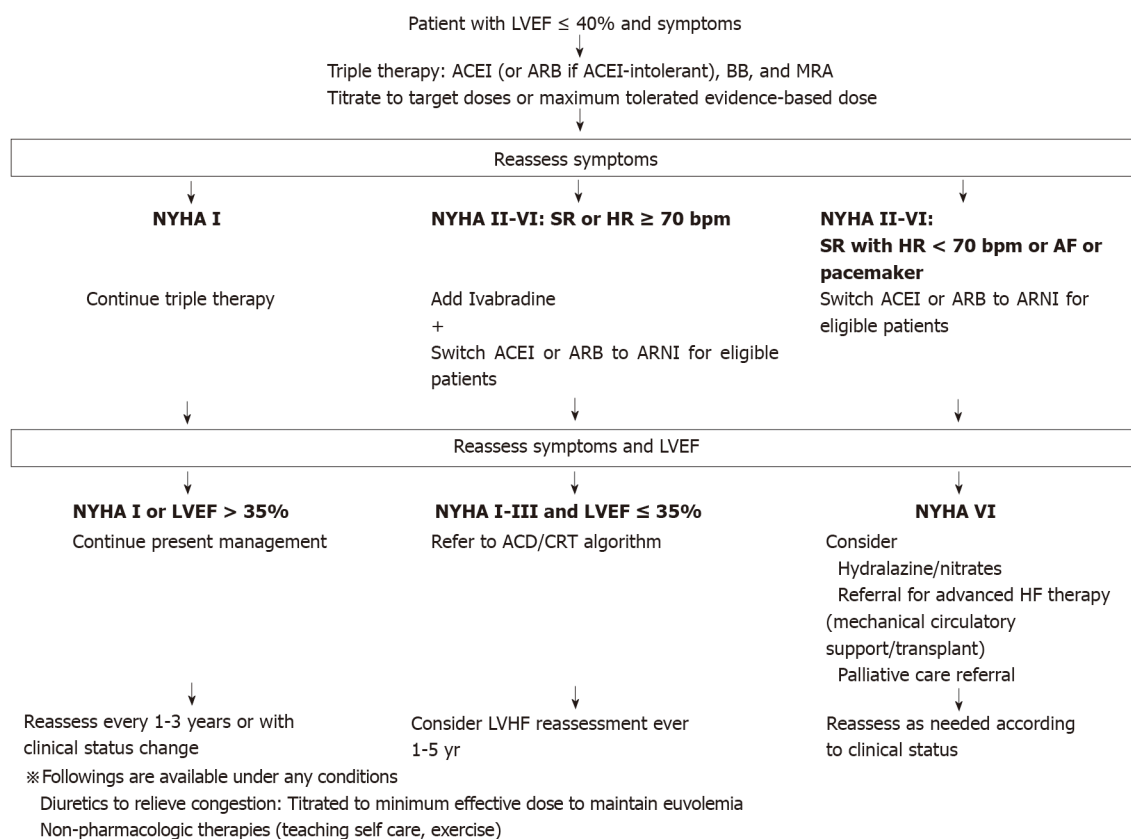 Patient with LVEF ≤ 40% and symptoms
Triple therapy: ACEI (or ARB if ACEI-intolerant), BB, and MRA
Titrate to target doses or maximum tolerated evidence-based dose
Reassess symptoms
NYHA I
Continue triple therapy
NYHA II-VI: SR or HR ≥ 70 bpm
Add Ivabradine
+
Switch ACEI or ARB to ARNI for eligible
patients
NYHA II-VI:
SR with HR < 70 bpm or AF or
pacemaker
Switch ACEI or ARB to ARNI for
eligible patients
Reassess symptoms and LVEF
NYHA I or LVEF > 35%
Continue present management
Reassess every 1-3 years or with
clinical status change
NYHA I-III and LVEF ≤ 35%
Refer to ACD/CRT algorithm
Consider LVHF reassessment ever
1-5 yr
NYHA VI
Consider
Hydralazine/nitrates
Referral for advanced HF therapy
(mechanical circulatory
support/transplant)
Palliative care referral
Reassess as needed according
to clinical status
※Followings are available under any conditions
Diuretics to relieve congestion: Titrated to minimum effective dose to maintain euvolemia
Non-pharmacologic therapies (teaching self care, exercise)